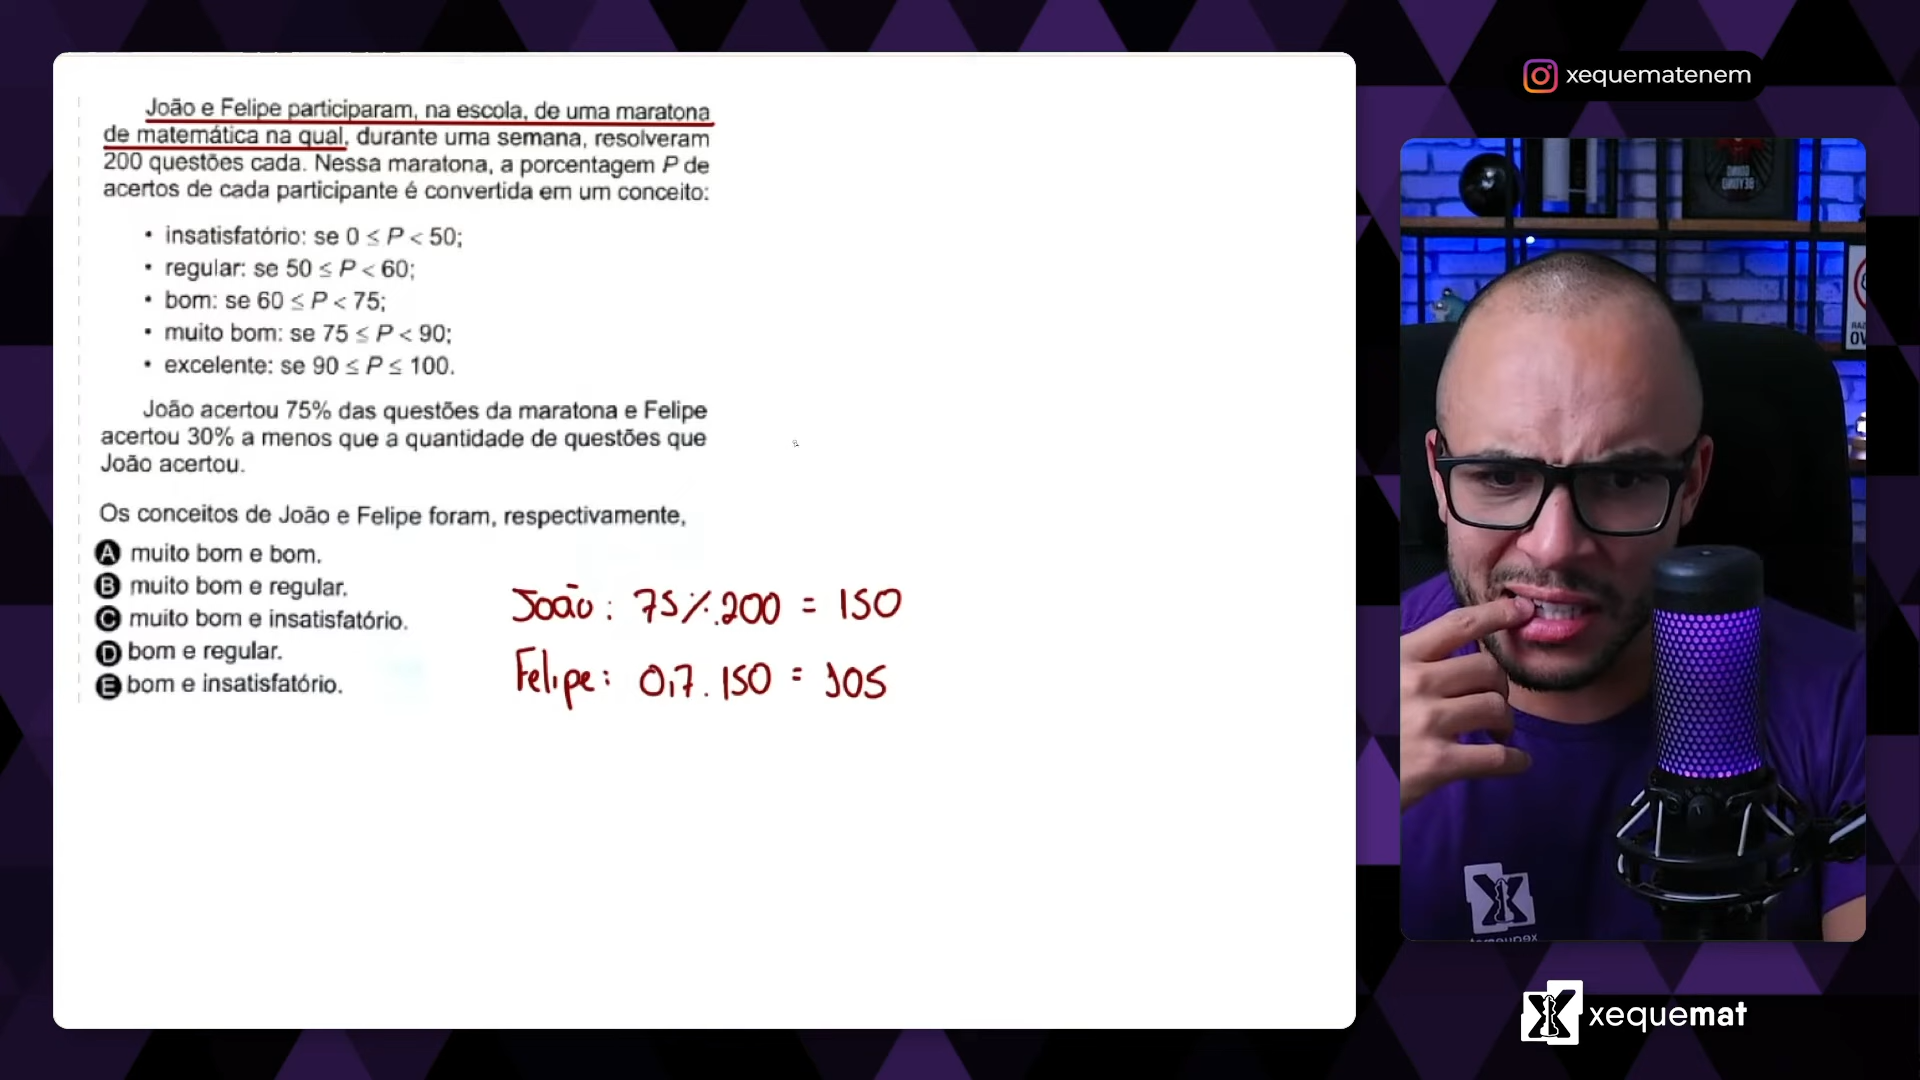 João e Felipe participaram, na escola, de uma maratona
de matemática na qual, durante uma semana, resolveram
200 questões cada. Nessa maratona, a porcentagem P de
acertos de cada participante é convertida em um conceito:
• insatisfatório: se 0 ≤ P < 50;
• regular: se 50 ≤ P < 60;
• bom: se 60 ≤ P < 75;
• muito bom: se 75 ≤ P < 90;
• excelente: se 90 ≤ P ≤ 100.
João acertou 75% das questões da maratona e Felipe
acertou 30% a menos que a quantidade de questões que
João acertou.
Os conceitos de João e Felipe foram, respectivamente,
A muito bom e bom.
B muito bom e regular.
C muito bom e insatisfatório.
D bom e regular.
E bom e insatisfatório.
João: 75%.200 = 150
Felipe: 0,7.150 = 105
xequematenem
xequemat